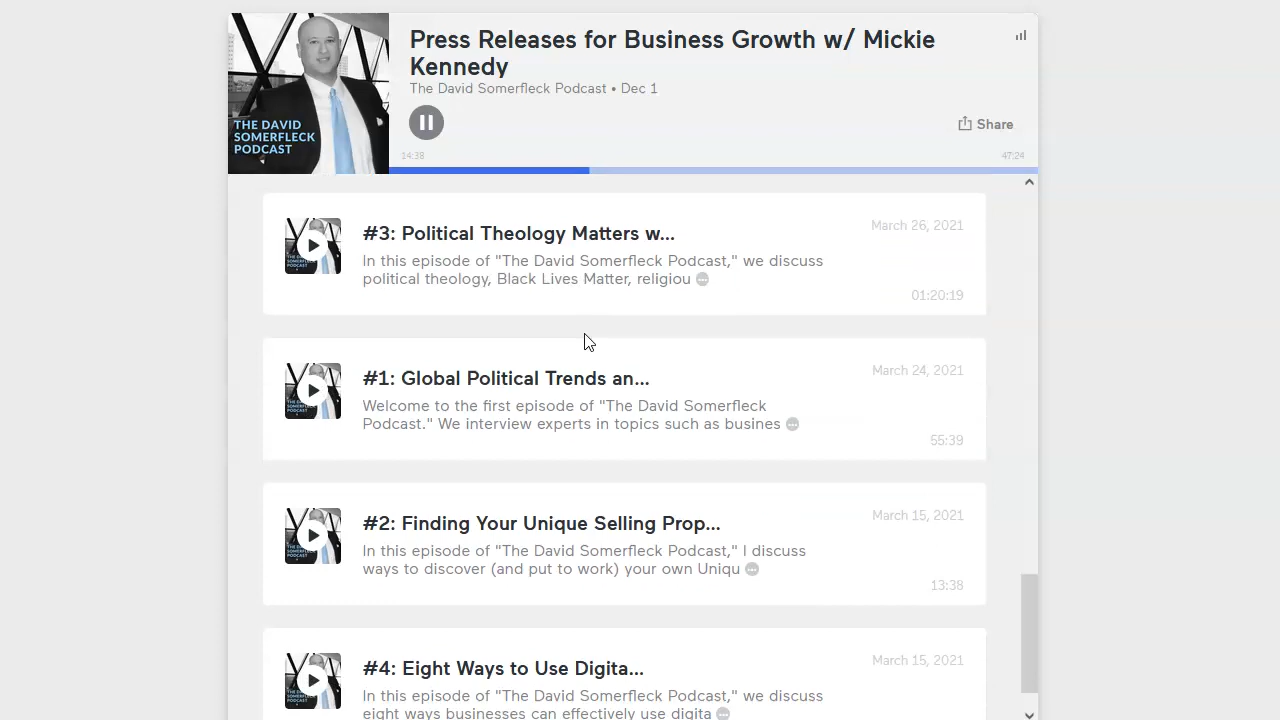 Press Releases for Business Growth w/ Mickie
Kennedy
The David Somerfleck Podcast • Dec 1
THE DAVID
SOMERFLECK
PODCAST
Share
14:38
47:24
#3: Political Theology Matters w...
March 26, 2021
In this episode of "The David Somerfleck Podcast," we discuss
political theology, Black Lives Matter, religiou
01:20:19
#1: Global Political Trends an...
March 24, 2021
Welcome to the first episode of "The David Somerfleck
Podcast." We interview experts in topics such as busines
55:39
#2: Finding Your Unique Selling Prop...
March 15, 2021
In this episode of "The David Somerfleck Podcast," I discuss
ways to discover (and put to work) your own Uniqu
13:38
#4: Eight Ways to Use Digita...
March 15, 2021
In this episode of "The David Somerfleck Podcast," we discuss
eight ways businesses can effectively use digita